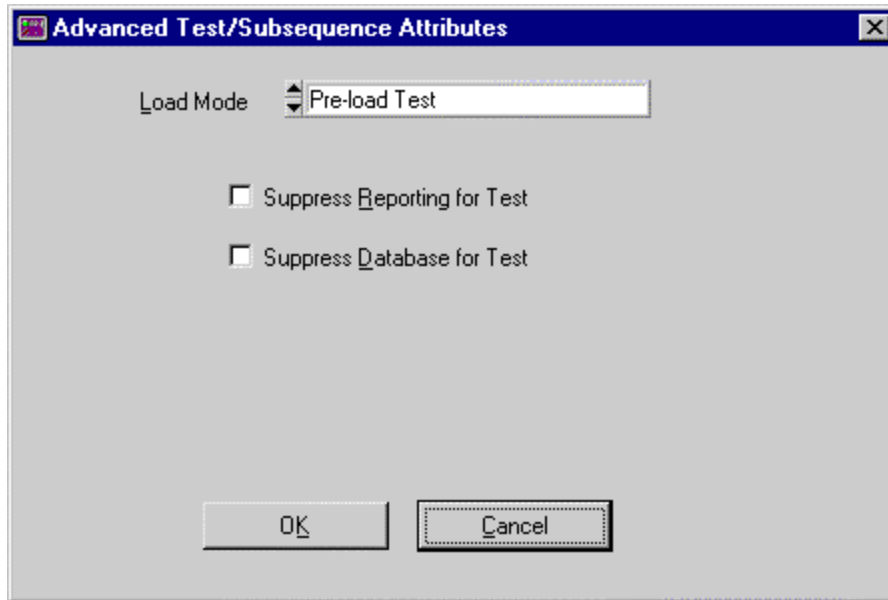 Advanced Test/Subsequence Attributes
Load Mode Pre-load Test
Suppress Reporting for Test
Suppress Database for Test
OK Cancel